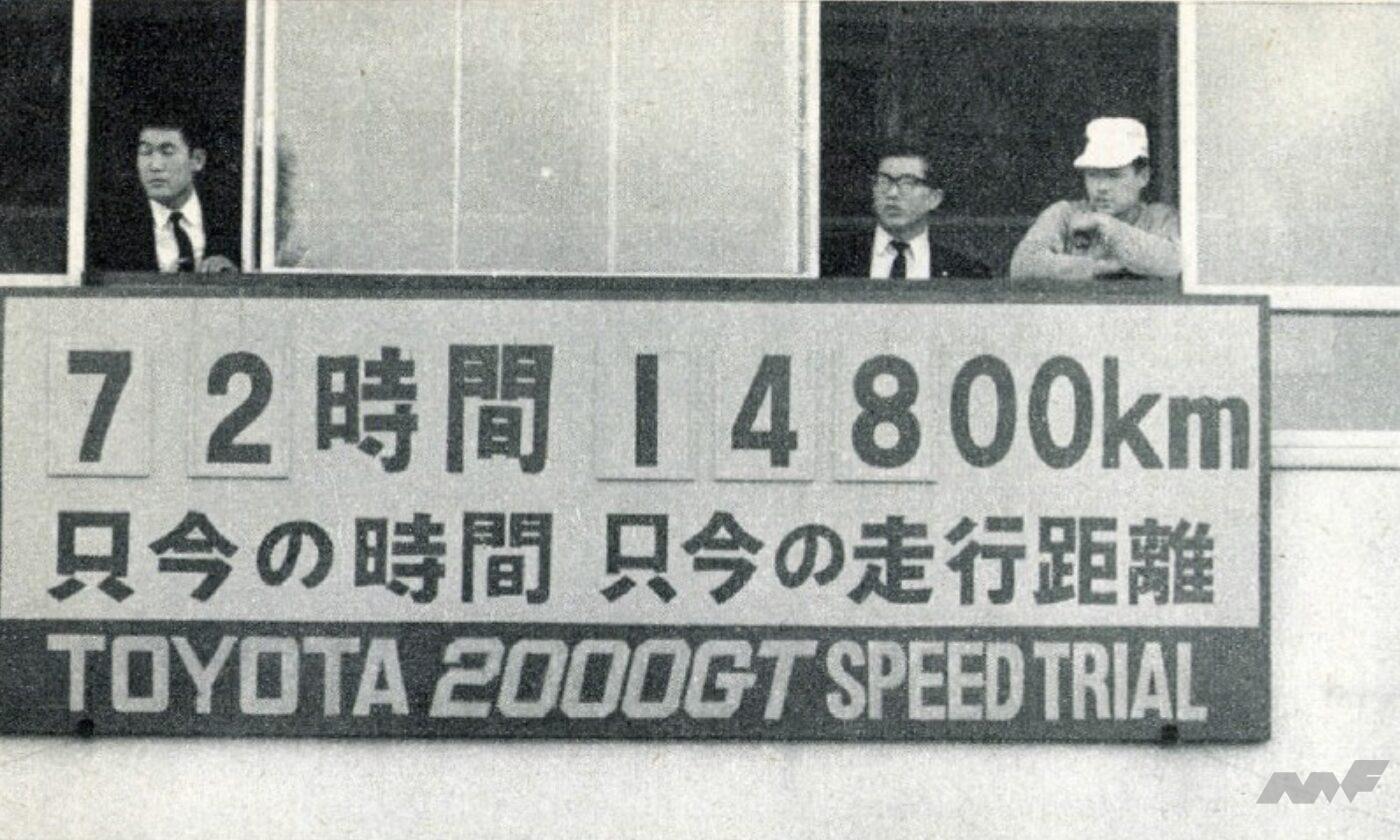 72時間 14800km
只今の時間 只今の走行距離
TOYOTA 2000GT SPEED TRIAL
MF